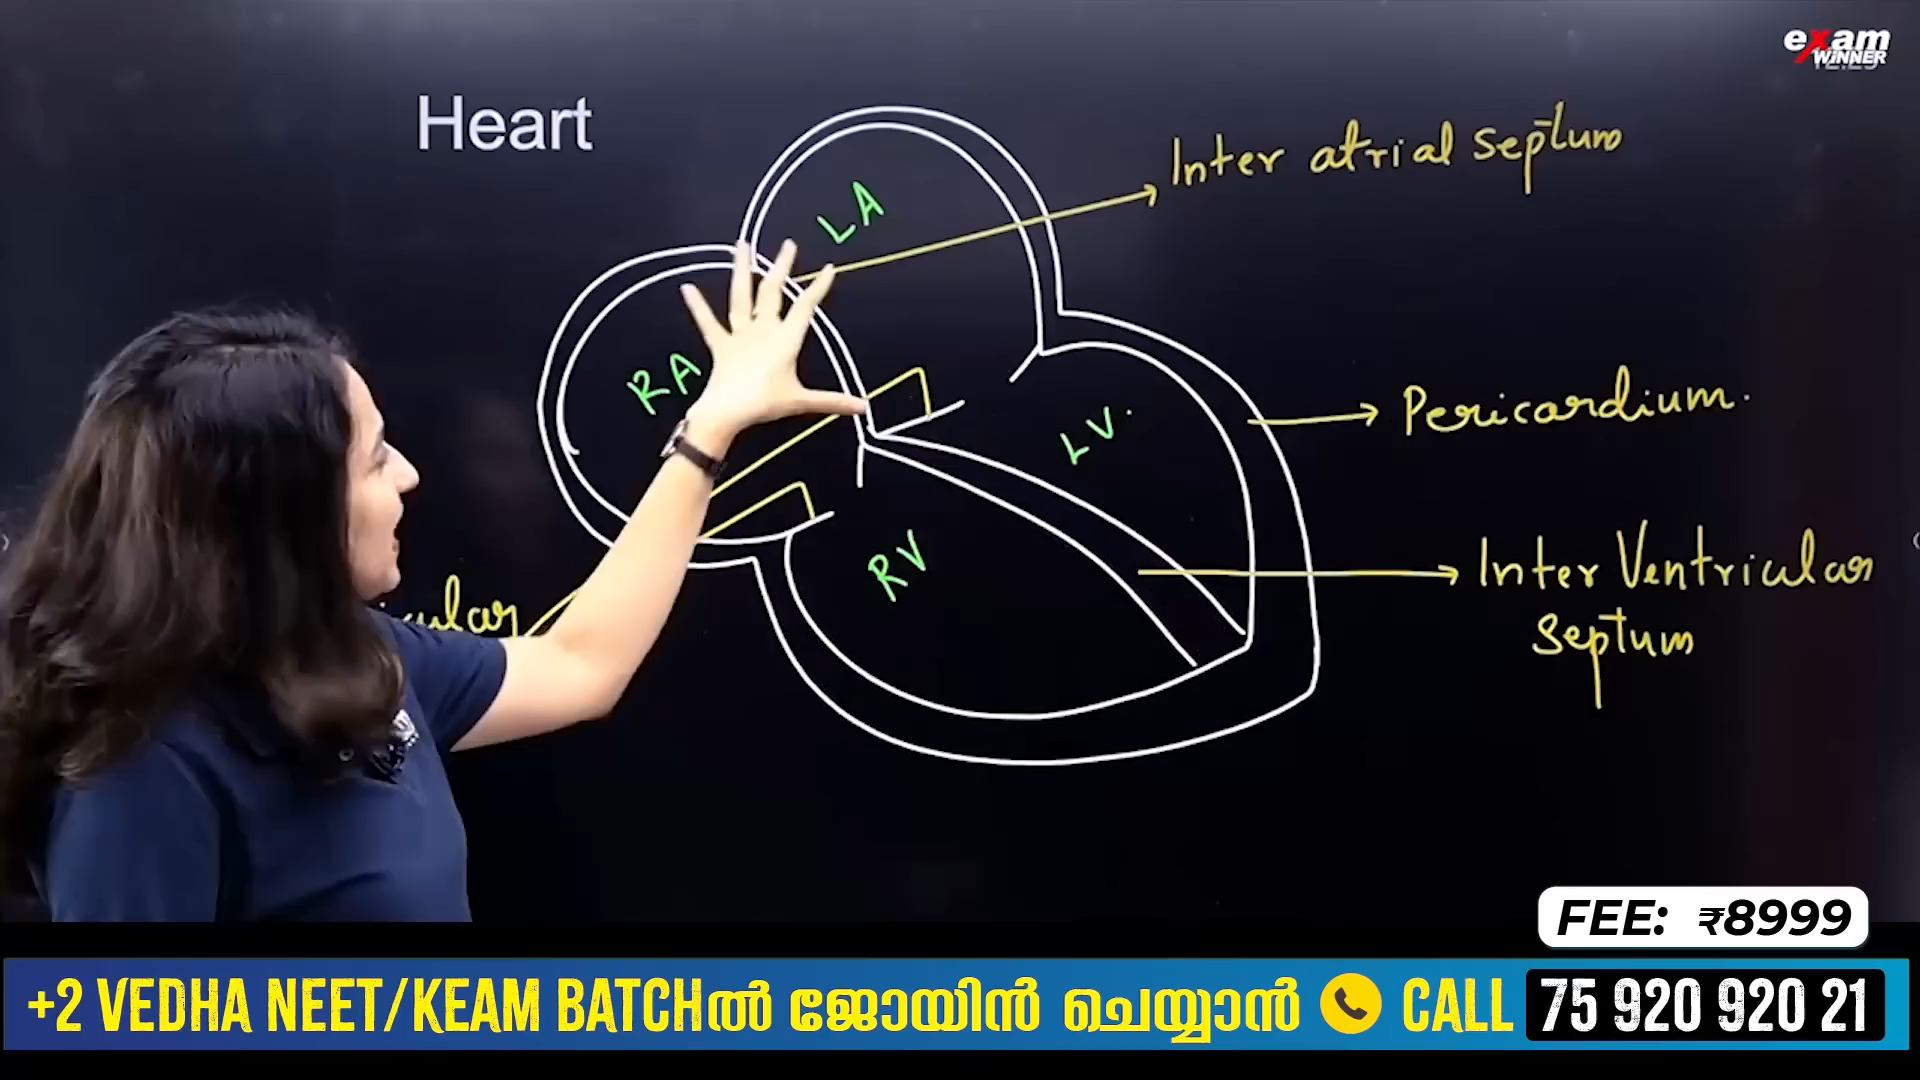 exam
WINNER
Heart
Inter atrial septum
LA
RA
Pericardium.
LV.
RV
Inter Ventricular
Septum
FEE: ₹8999
+2 VEDHA NEET/KEAM BATCHൽ ജോയിൻ ചെയ്യാൻ CALL 75 920 920 21